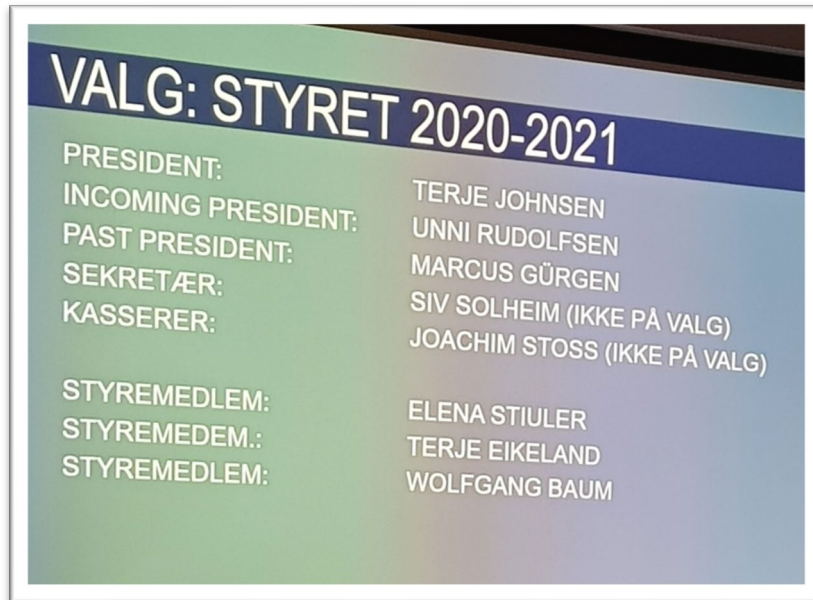 VALG: STYRET 2020-2021
PRESIDENT: TERJE JOHNSEN
INCOMING PRESIDENT: UNNI RUDOLFSEN
PAST PRESIDENT: MARCUS GÜRGEN
SEKRETÆR: SIV SOLHEIM (IKKE PÅ VALG)
KASSERER: JOACHIM STOSS (IKKE PÅ VALG)
STYREMEDLEM: ELENA STIULER
STYREMEDEM.: TERJE EIKELAND
STYREMEDLEM: WOLFGANG BAUM